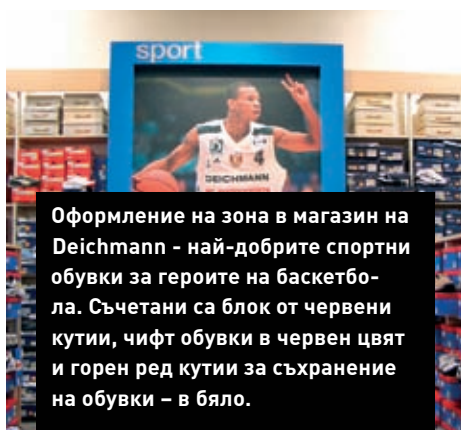 sport
DEICHMANN
4
Оформление на зона в магазин на
Deichmann - най-добрите спортни
обувки за героите на баскетбо-
ла. Съчетани са блок от червени
кутии, чифт обувки в червен цвят
и горен ред кутии за съхранение
на обувки – в бяло.